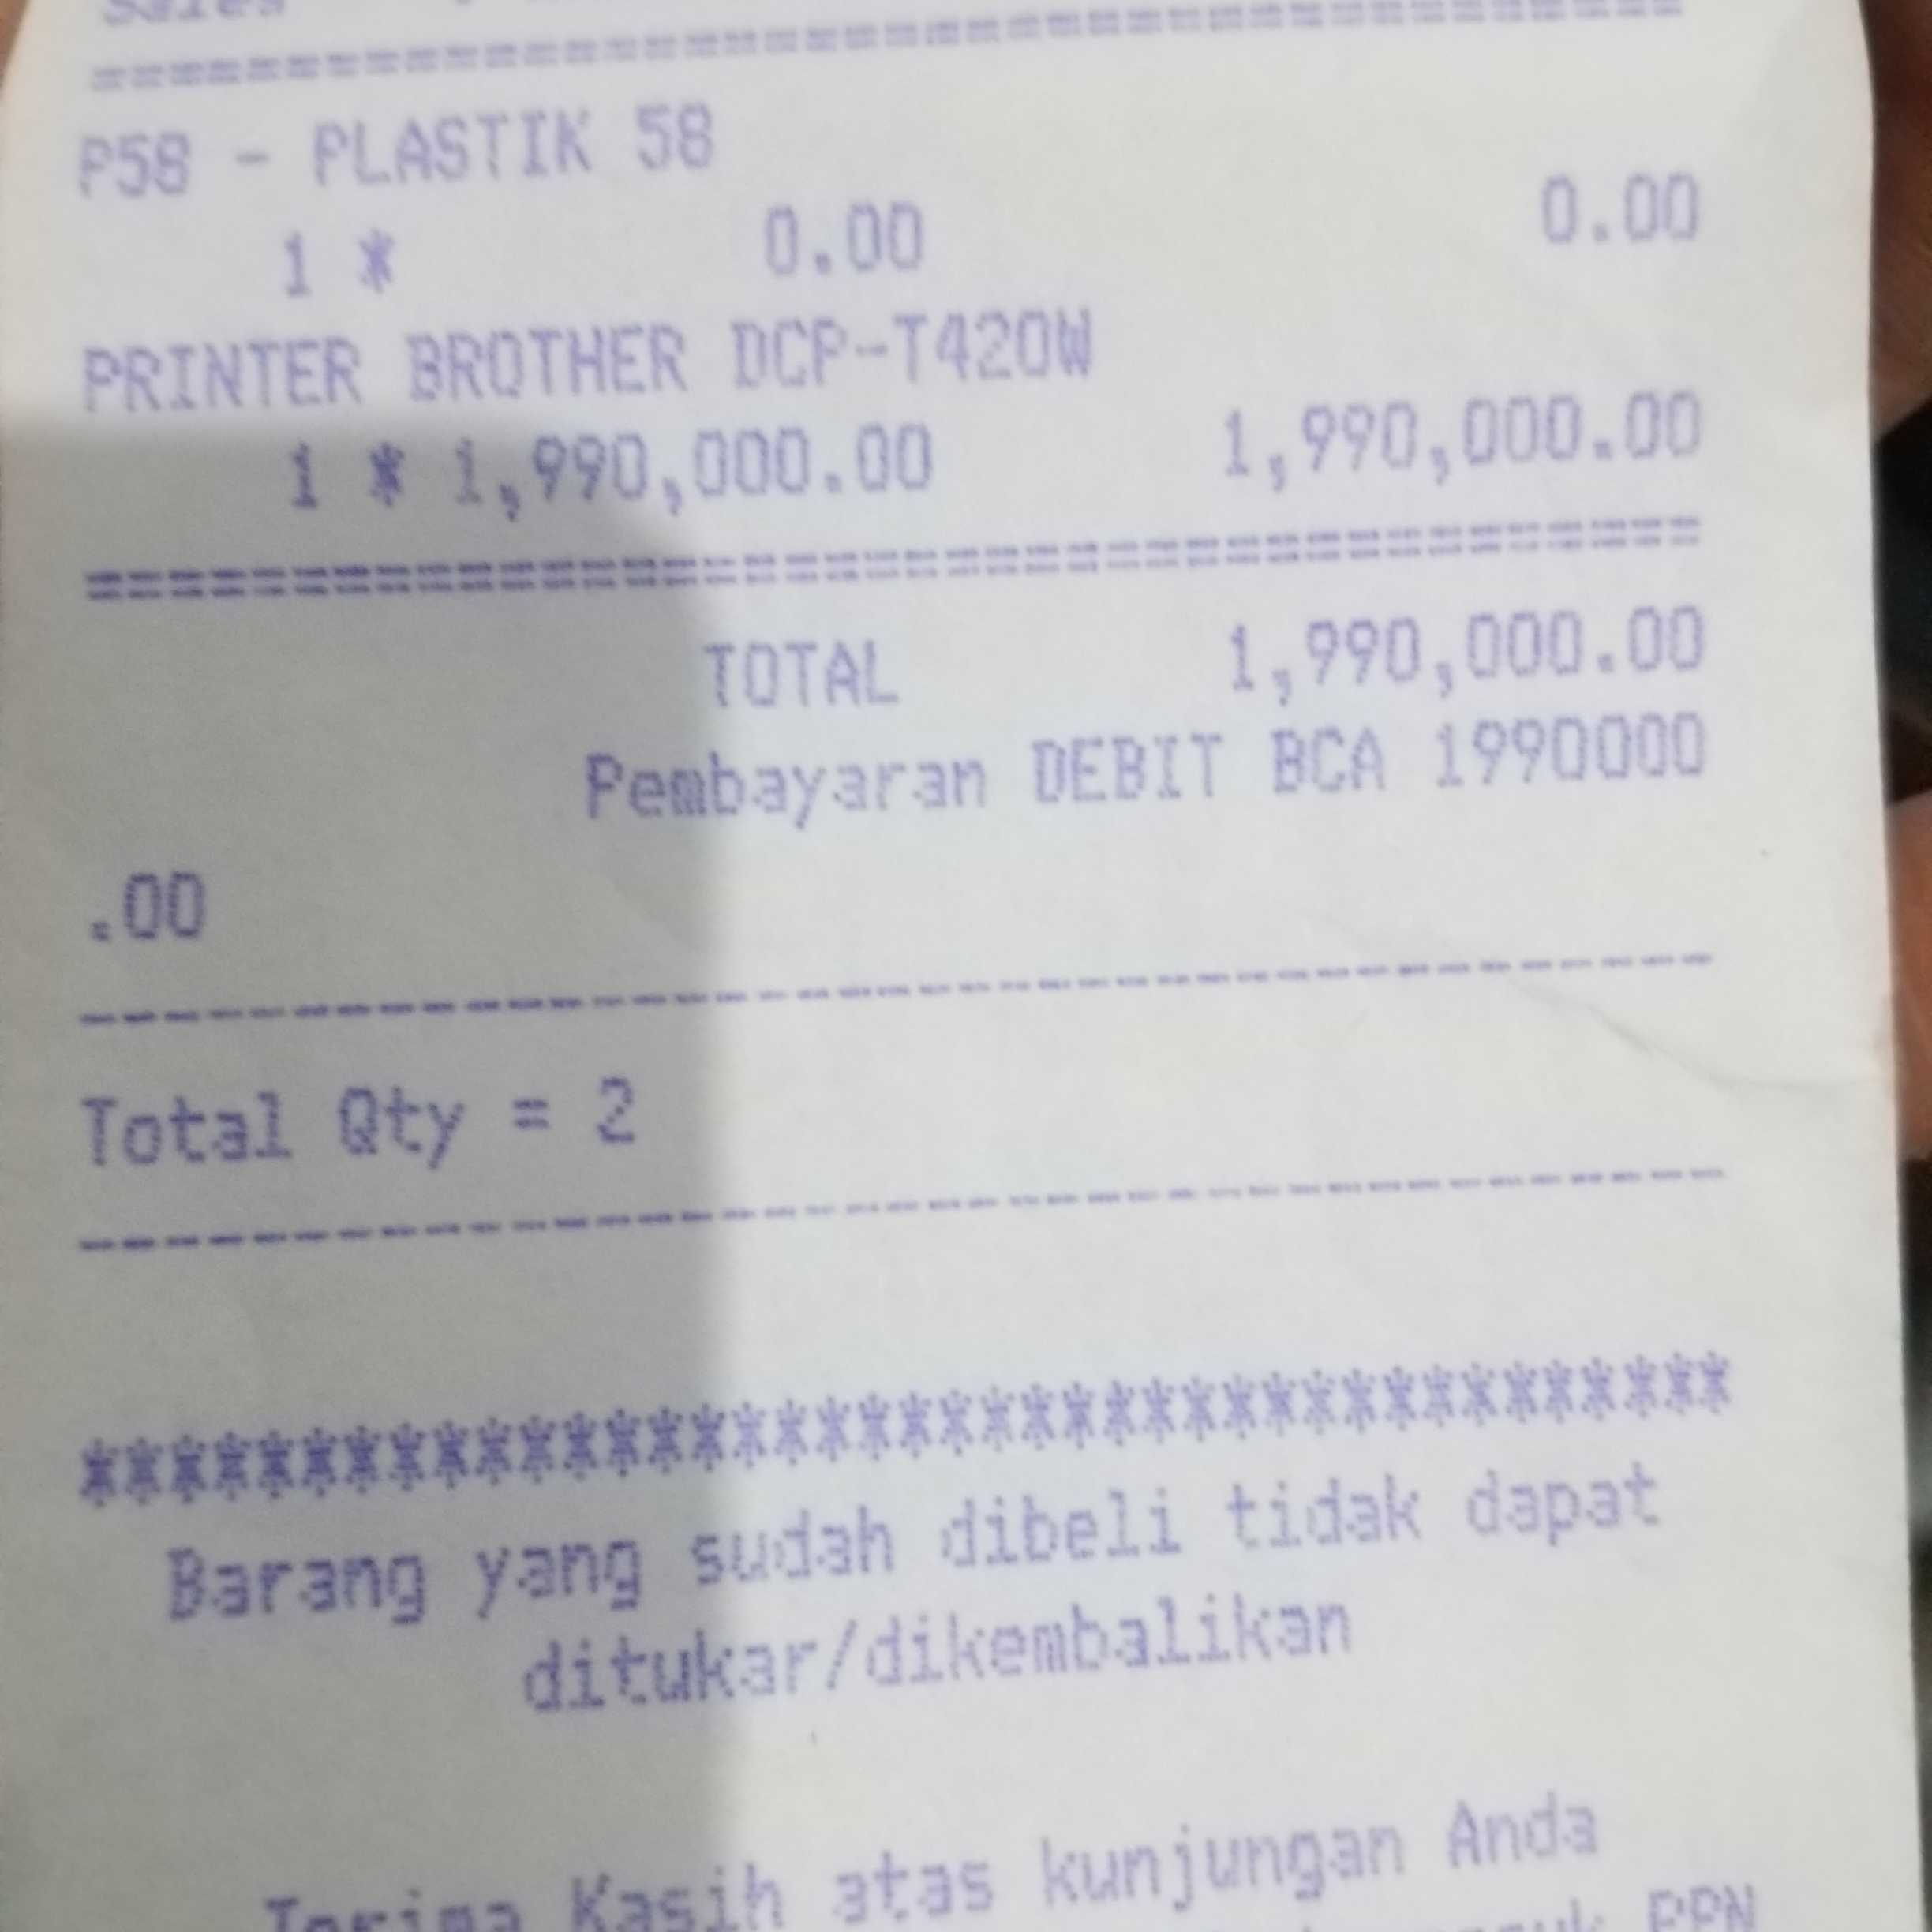 Sales
========================================
P58 - PLASTIK 58
1 * 0.00 0.00
PRINTER BROTHER DCP-T420W
1 * 1,990,000.00 1,990,000.00
========================================
TOTAL 1,990,000.00
Pembayaran DEBIT BCA 1990000
.00
----------------------------------------
Total Qty = 2
----------------------------------------
****************************************
Barang yang sudah dibeli tidak dapat
ditukar/dikembalikan
Terima Kasih atas kunjungan Anda
PPN